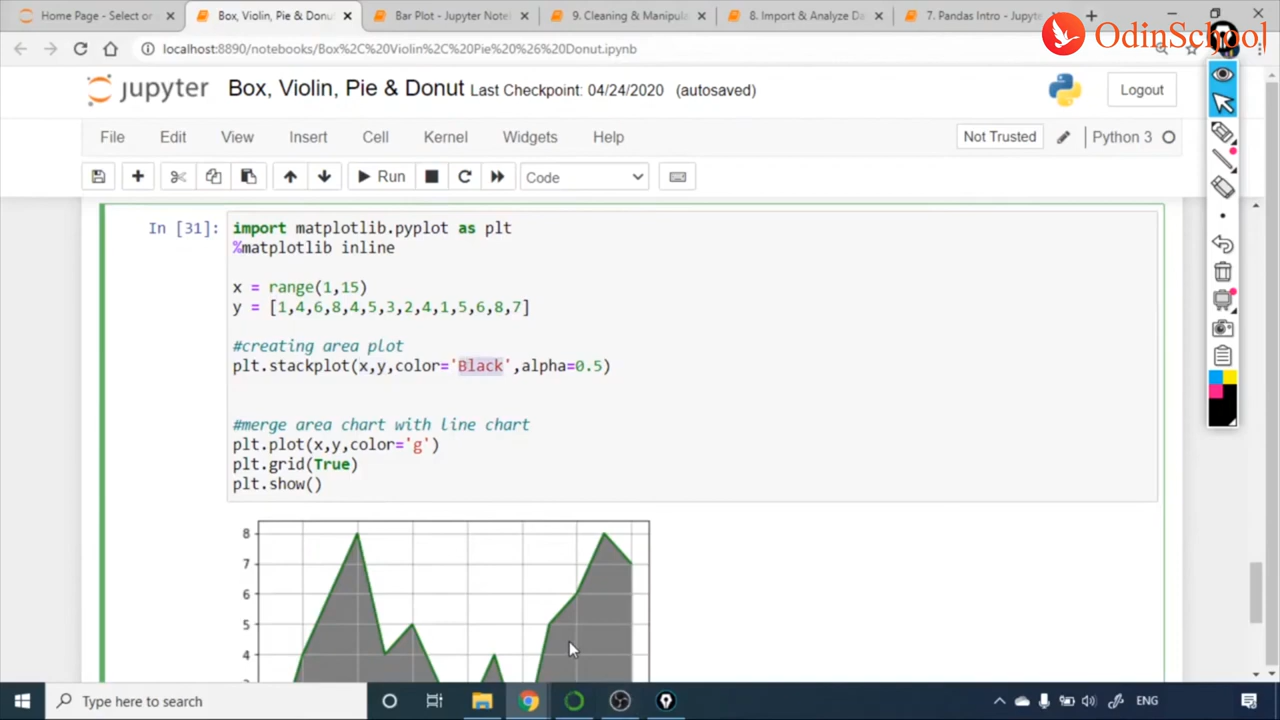 Home Page - Select or
Box, Violin, Pie & Donu
Bar Plot - Jupyter Note
9. Cleaning & Manipula
8. Import & Analyze Da
7. Pandas Intro - Jupyte
OdinSchool
localhost:8890/notebooks/Box%2C%20Violin%2C%20Pie%20%26%20Donut.ipynb
jupyter
Box, Violin, Pie & Donut Last Checkpoint: 04/24/2020 (autosaved)
Logout
File Edit View Insert Cell Kernel Widgets Help
Not Trusted
Python 3
Run
Code
In [31]:
import matplotlib.pyplot as plt
%matplotlib inline
x = range(1,15)
y = [1,4,6,8,4,5,3,2,4,1,5,6,8,7]
#creating area plot
plt.stackplot(x,y,color='Black',alpha=0.5)
#merge area chart with line chart
plt.plot(x,y,color='g')
plt.grid(True)
plt.show()
8
7
6
5
4
Type here to search
ENG